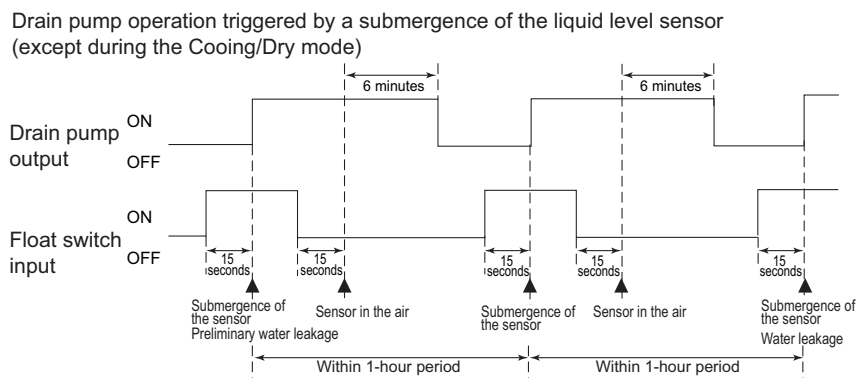 Drain pump operation triggered by a submergence of the liquid level sensor
(except during the Cooing/Dry mode)
6 minutes
6 minutes
Drain pump
output
ON
OFF
Float switch
input
ON
OFF
15
seconds
15
seconds
15
seconds
15
seconds
15
seconds
Submergence of
the sensor
Preliminary water leakage
Sensor in the air
Submergence of
the sensor
Sensor in the air
Submergence of
the sensor
Water leakage
Within 1-hour period
Within 1-hour period